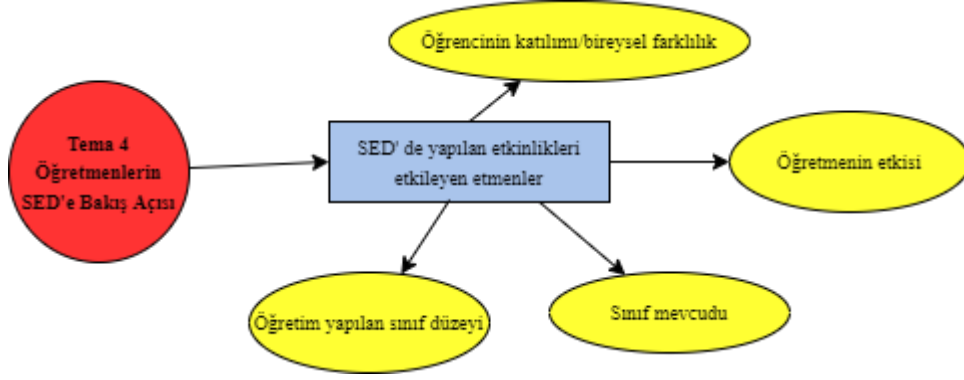 Öğrencinin katılımı/bireysel farklılık
Tema 4
Öğretmenlerin
SED'e Bakış Açısı
SED' de yapılan etkinlikleri
etkileyen etmenler
Öğretmenin etkisi
Öğretim yapılan sınıf düzeyi
Sınıf mevcudu